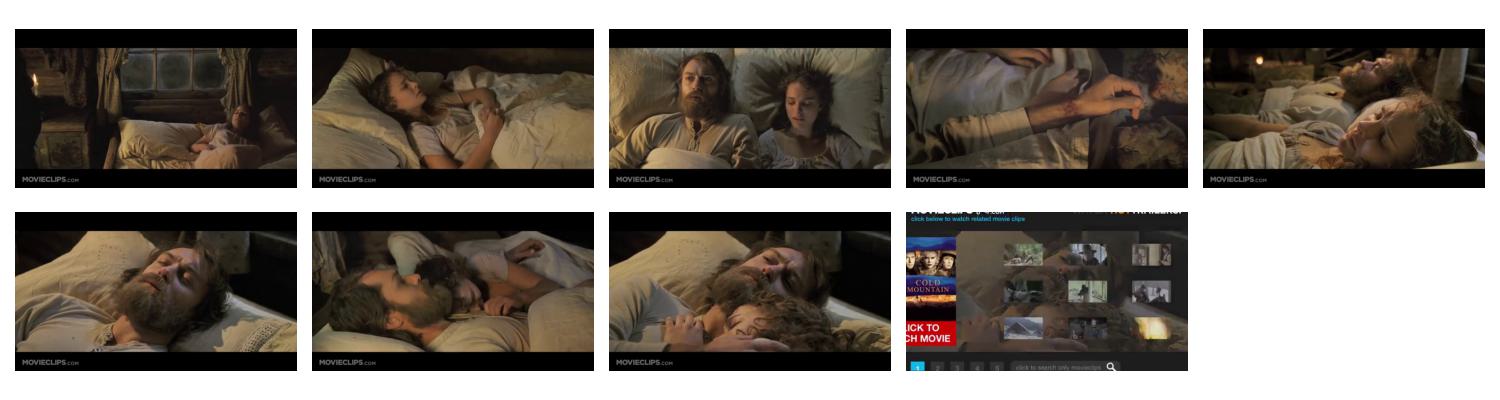 MOVIECLIPS.COM
MOVIECLIPS.COM
MOVIECLIPS.COM
MOVIECLIPS.COM
MOVIECLIPS.COM
MOVIECLIPS.COM
MOVIECLIPS.COM
MOVIECLIPS.COM
click below to watch related movie clips
COLD
MOUNTAIN
LICK TO
CH MOVIE
1 2 3 4 5 click to search only movieclips